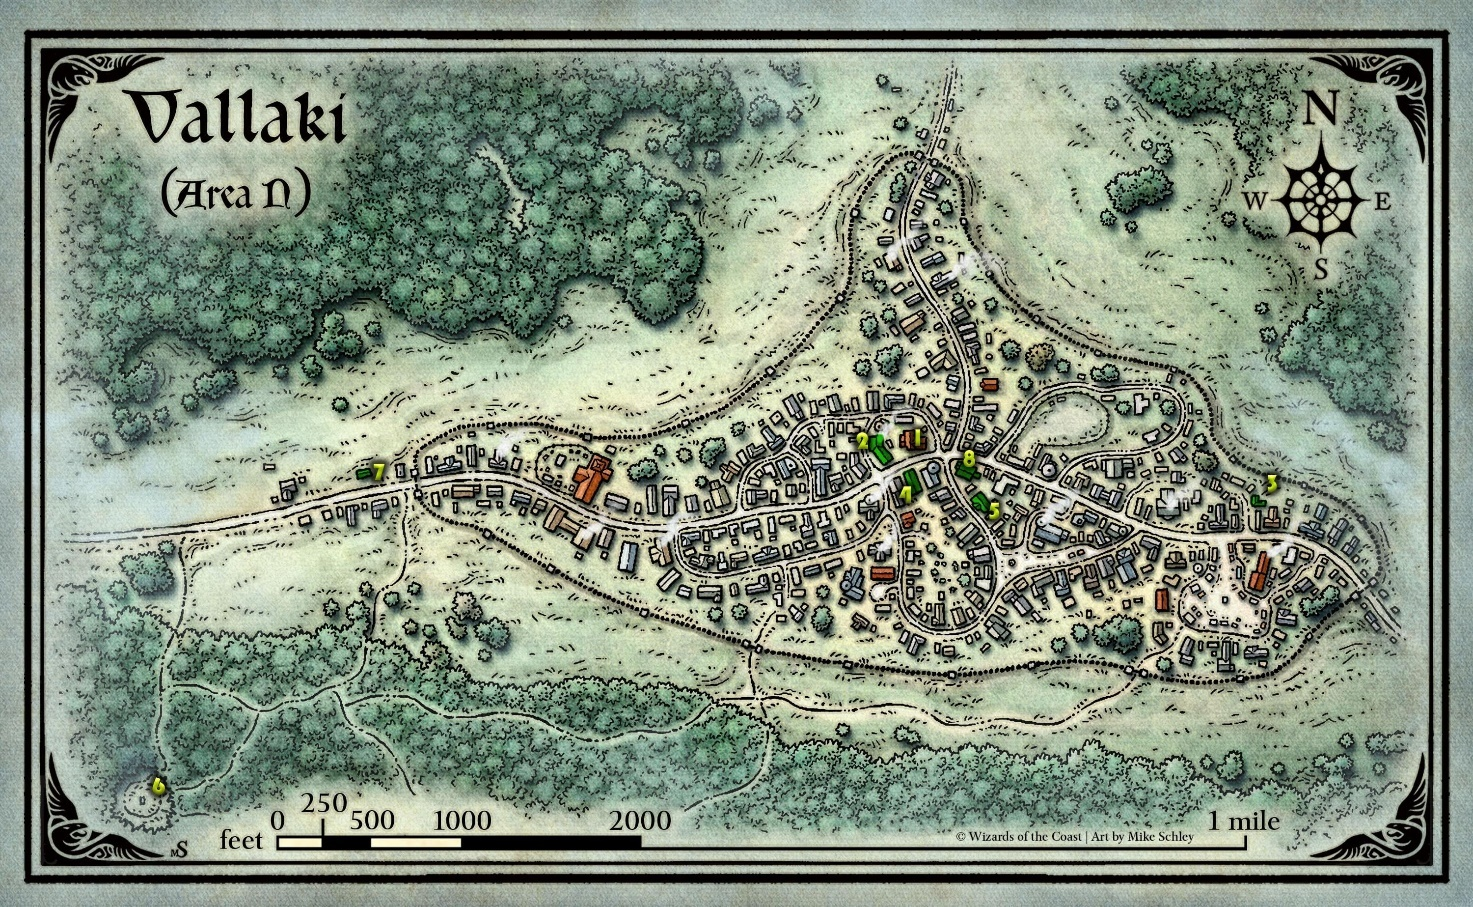 Vallaki
(Area N)
N
W E
S
7
2 1
8
4
5
3
6
250
0 500 1000 2000 1 mile
feet
© Wizards of the Coast | Art by Mike Schley
MS